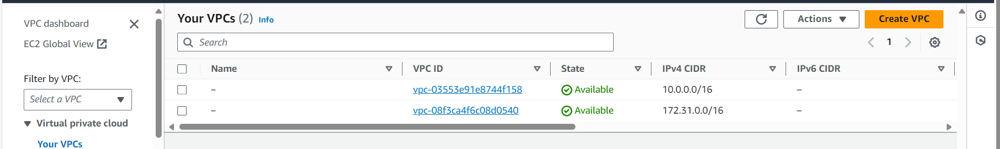 VPC dashboard
EC2 Global View
Filter by VPC:
Select a VPC
Virtual private cloud
Your VPCs
Your VPCs (2) Info
Actions
Create VPC
Search
1
Name VPC ID State IPv4 CIDR IPv6 CIDR
– vpc-03553e91e8744f158 Available 10.0.0.0/16 –
– vpc-08f3ca4f6c08d0540 Available 172.31.0.0/16 –